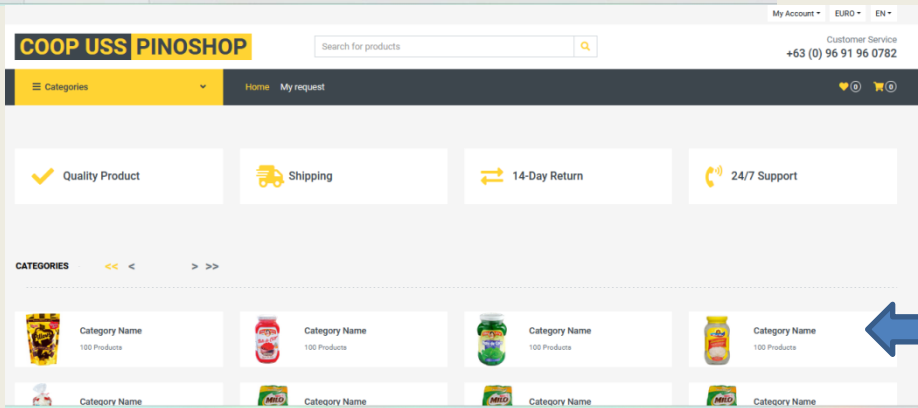 My Account EURO EN
COOP USS PINOSHOP
Search for products
Customer Service
+63 (0) 96 91 96 0782
Categories
Home My request
0 0
Quality Product
Shipping
14-Day Return
24/7 Support
CATEGORIES << < > >>
Category Name
100 Products
Category Name
100 Products
Category Name
100 Products
Category Name
100 Products
Category Name
MILO
Category Name
MILO
Category Name
MILO
Category Name